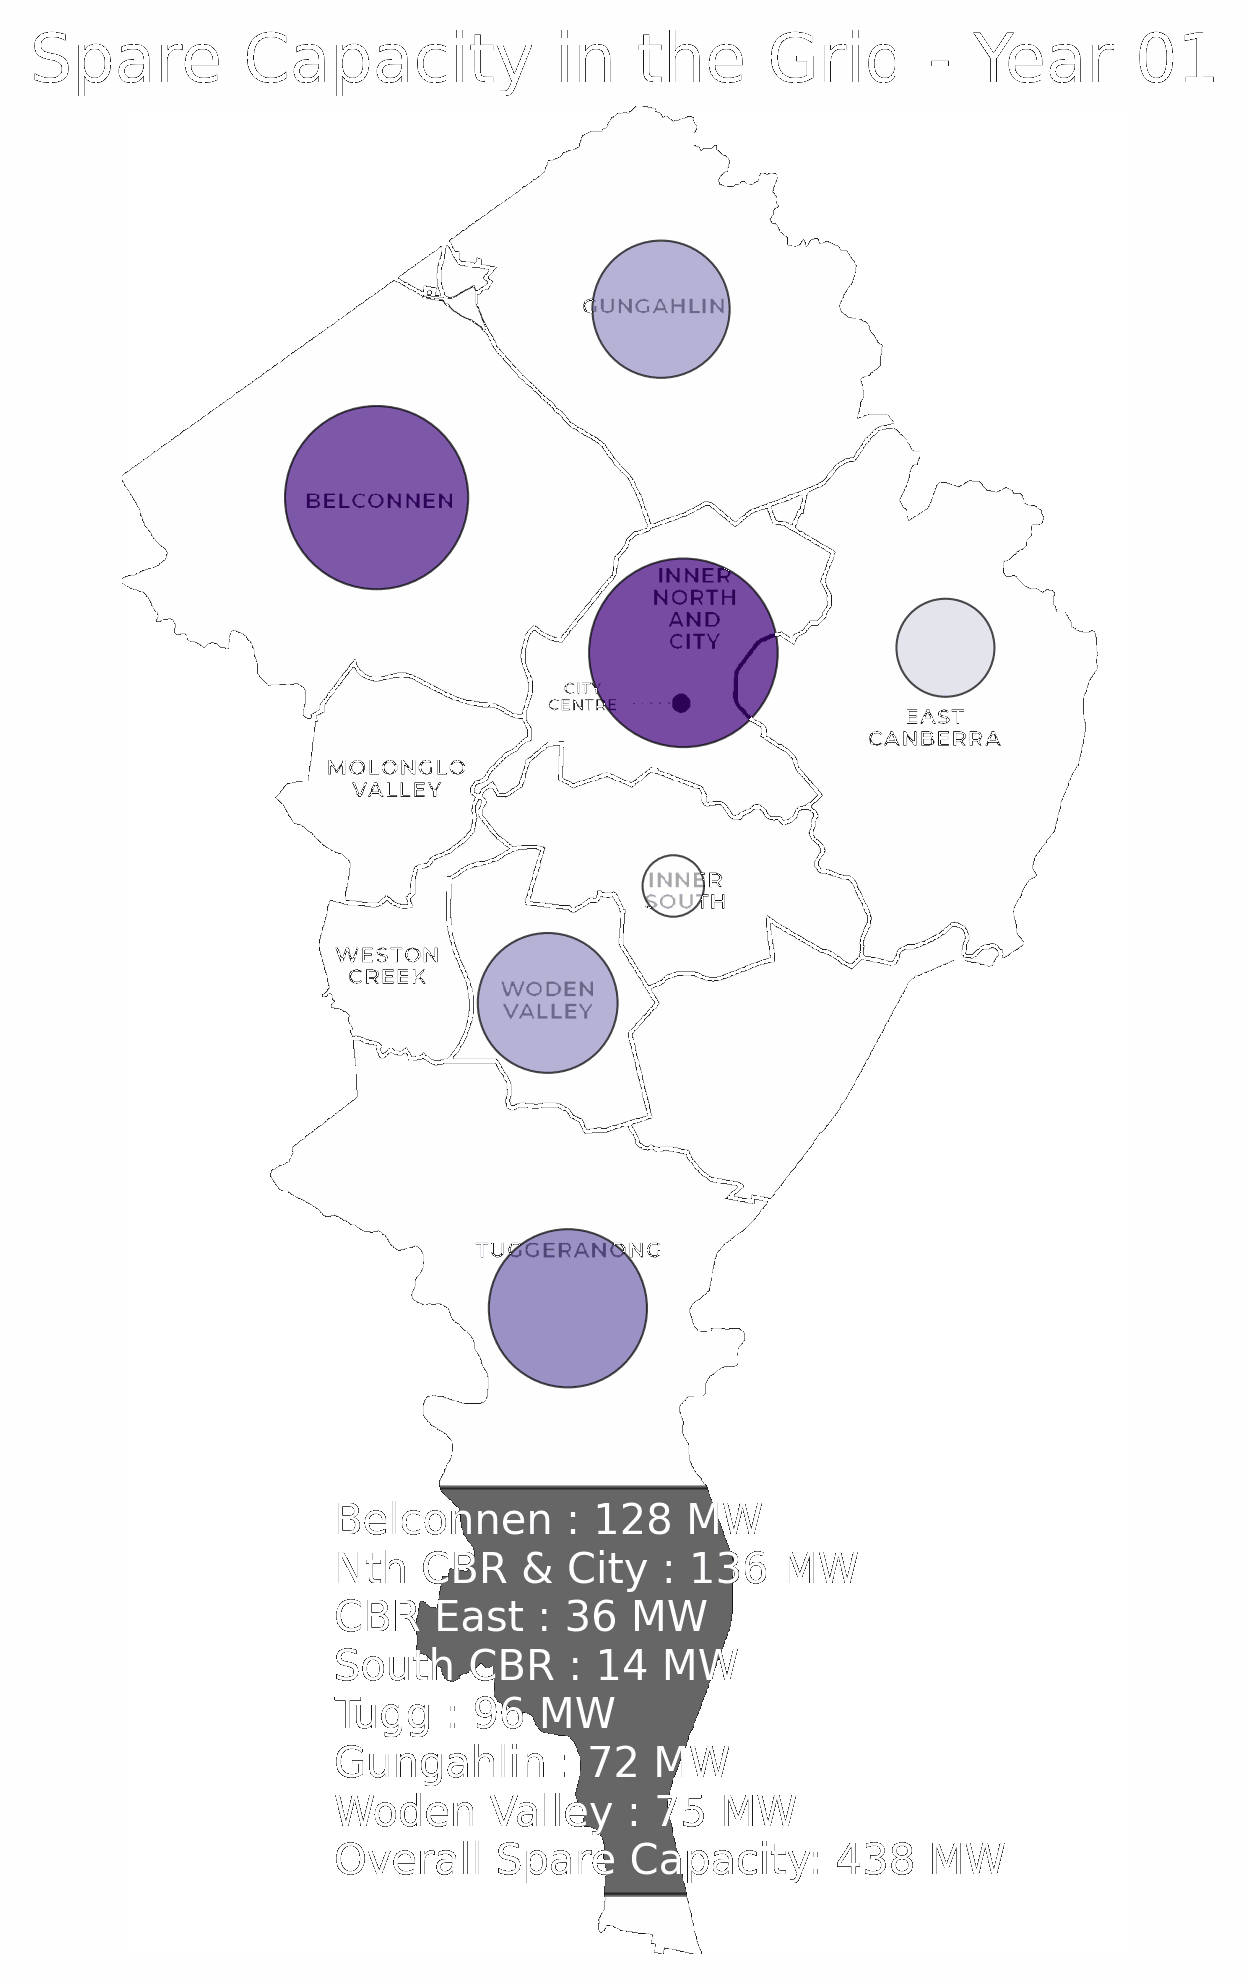 Spare Capacity in the Grid - Year 01
GUNGAHLIN
BELCONNEN
INNER
NORTH
AND
CITY
CITY
CENTRE
EAST
CANBERRA
MOLONGLO
VALLEY
INNER
SOUTH
WESTON
CREEK
WODEN
VALLEY
TUGGERANONG
Belconnen : 128 MW
Nth CBR & City : 136 MW
CBR East : 36 MW
South CBR : 14 MW
Tugg : 96 MW
Gungahlin : 72 MW
Woden Valley : 75 MW
Overall Spare Capacity: 438 MW